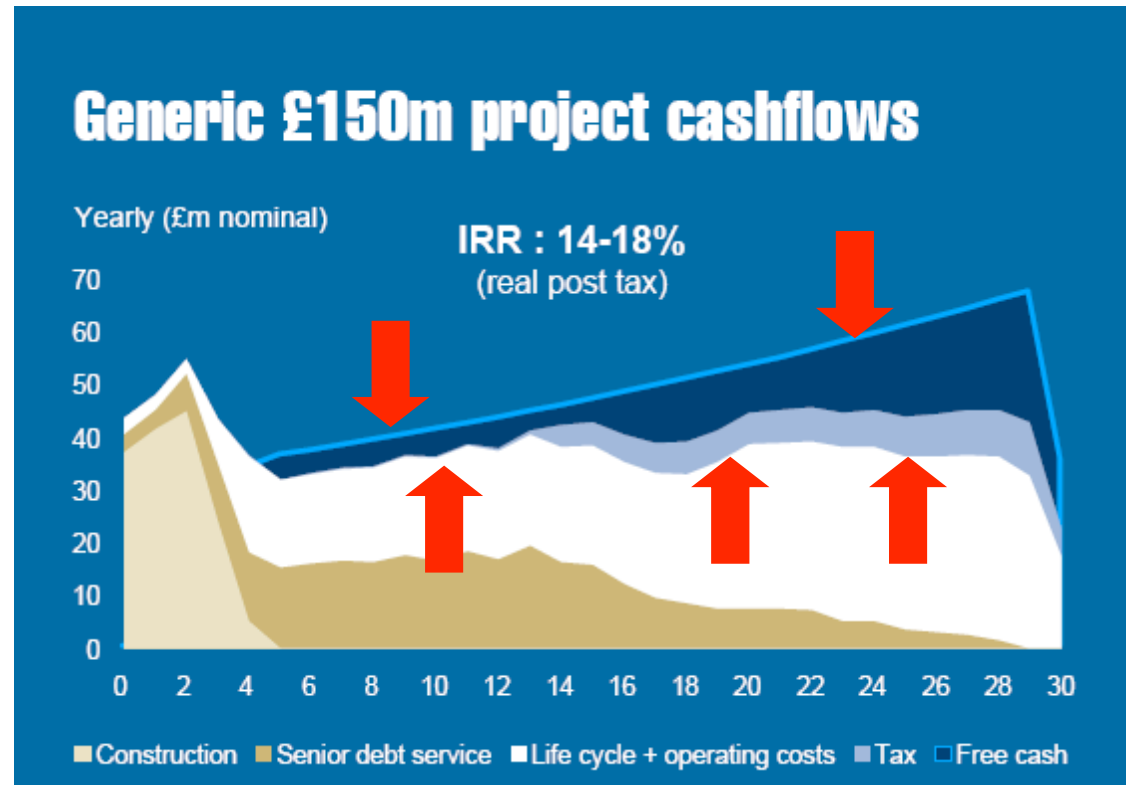 Generic £150m project cashflows
Yearly (£m nominal)
IRR : 14-18%
(real post tax)
70
60
50
40
30
20
10
0
0 2 4 6 8 10 12 14 16 18 20 22 24 26 28 30
Construction Senior debt service Life cycle + operating costs Tax Free cash